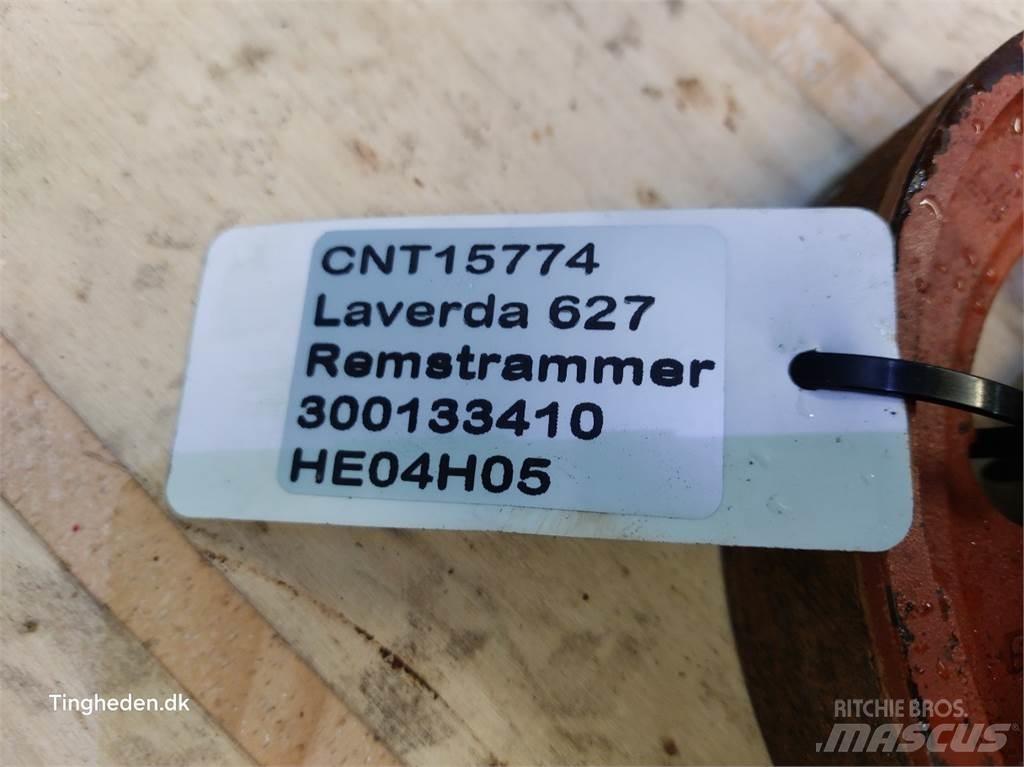 CNT15774
Laverda 627
Remstrammer
300133410
HE04H05
Tingheden.dk
RITCHIE BROS.
MASCUS